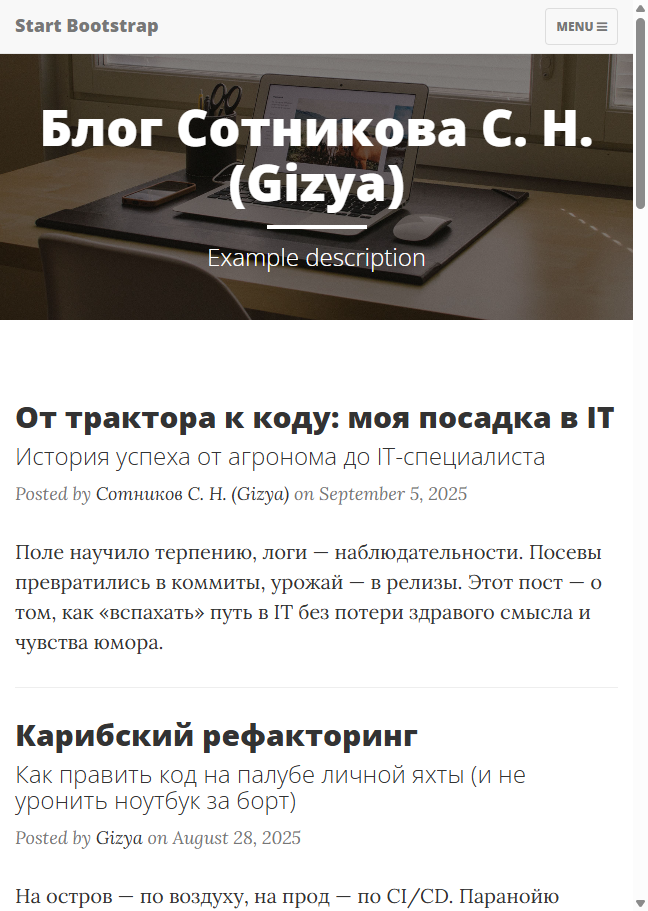 Start Bootstrap
MENU ☰
Блог Сотникова С. Н.
(Gizya)
Example description
От трактора к коду: моя посадка в IT
История успеха от агронома до IT-специалиста
Posted by Сотников С. Н. (Gizya) on September 5, 2025
Поле научило терпению, логи — наблюдательности. Посевы
превратились в коммиты, урожай — в релизы. Этот пост — о
том, как «вспахать» путь в IT без потери здравого смысла и
чувства юмора.
Карибский рефакторинг
Как править код на палубе личной яхты (и не
уронить ноутбук за борт)
Posted by Gizya on August 28, 2025
На остров — по воздуху, на прод — по CI/CD. Паранойю